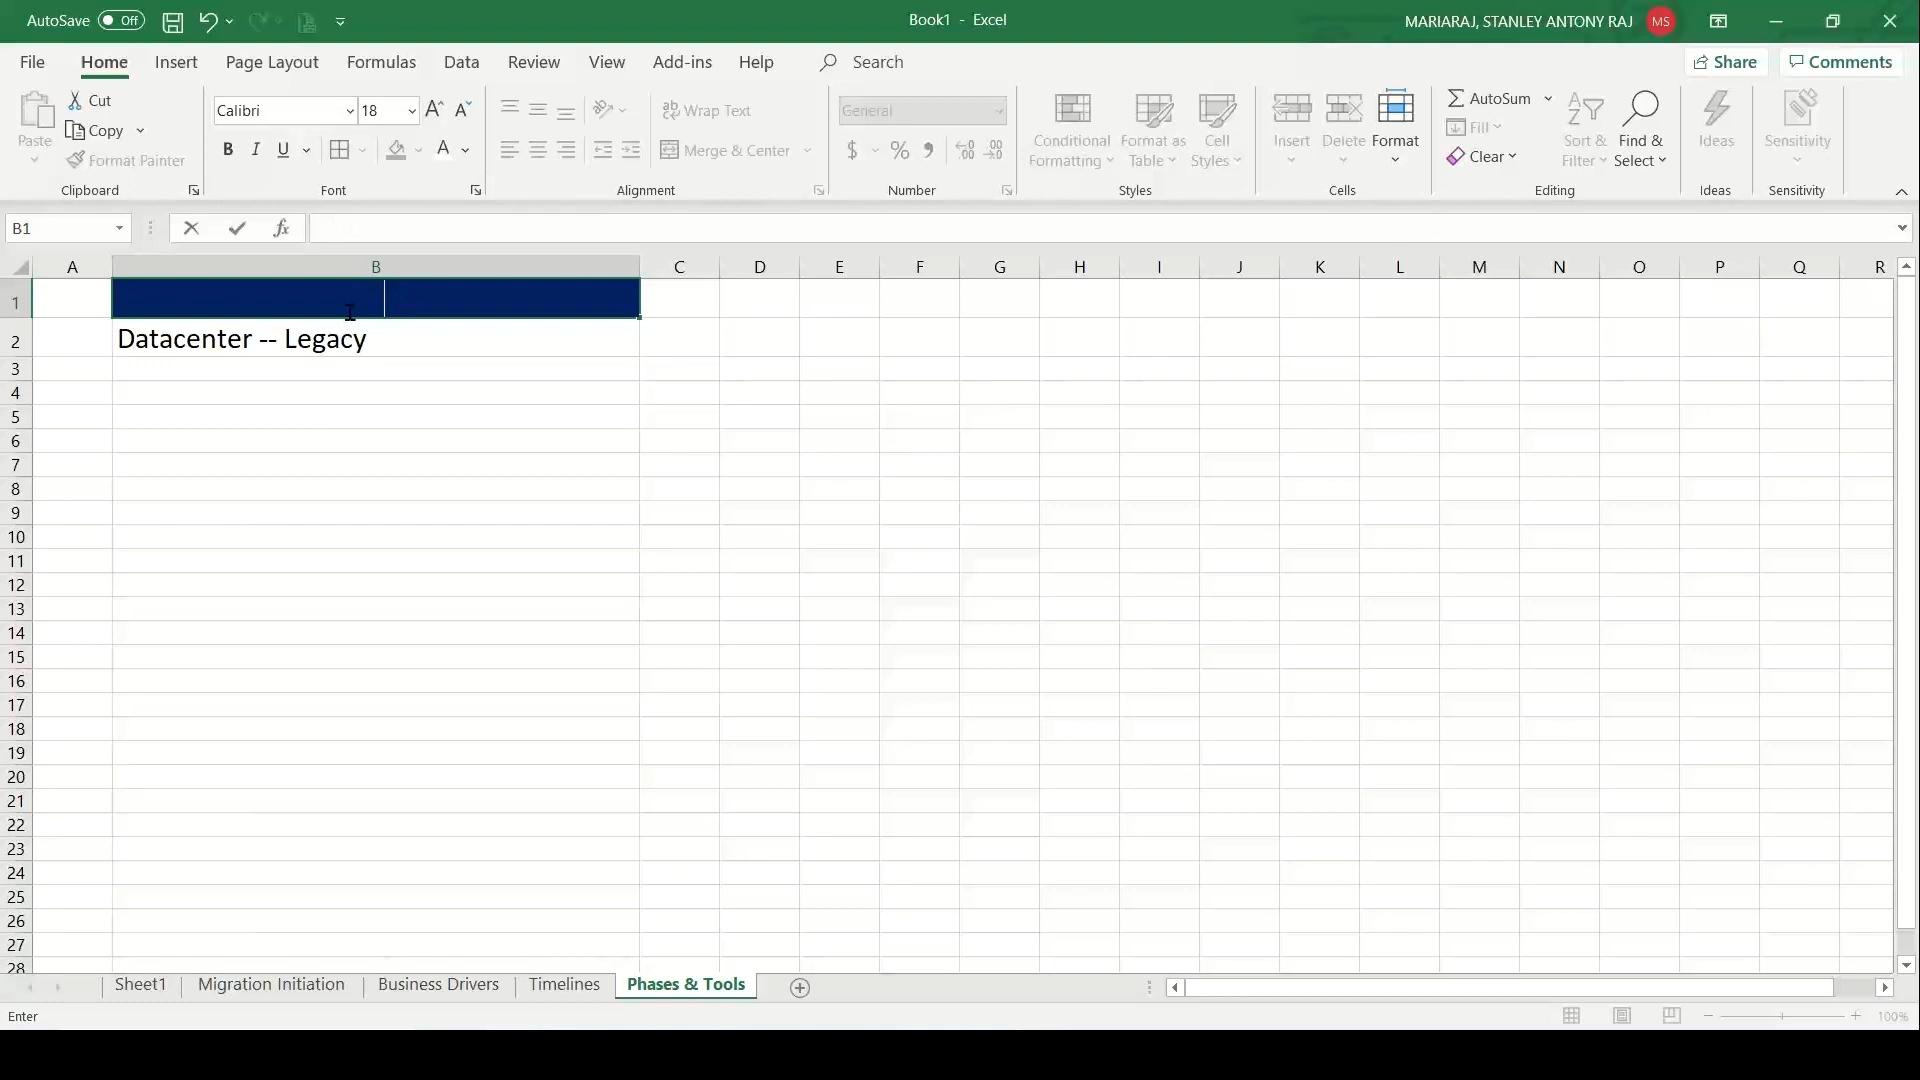 AutoSave Off Book1 - Excel MARIARAJ, STANLEY ANTONY RAJ MS
File Home Insert Page Layout Formulas Data Review View Add-ins Help Search Share Comments
Paste Cut Copy Format Painter
Clipboard
Calibri 18
B I U A
Font
Wrap Text
Merge & Center
Alignment
General
$ % 9
Number
Conditional Formatting Format as Table Cell Styles
Styles
Insert Delete Format
Cells
AutoSum Fill Clear
Sort & Filter Find & Select
Editing
Ideas
Ideas
Sensitivity
Sensitivity
B1 fx
A B C D E F G H I J K L M N O P Q R
1
2 Datacenter -- Legacy
3
4
5
6
7
8
9
10
11
12
13
14
15
16
17
18
19
20
21
22
23
24
25
26
27
28
Sheet1 Migration Initiation Business Drivers Timelines Phases & Tools
Enter 100%